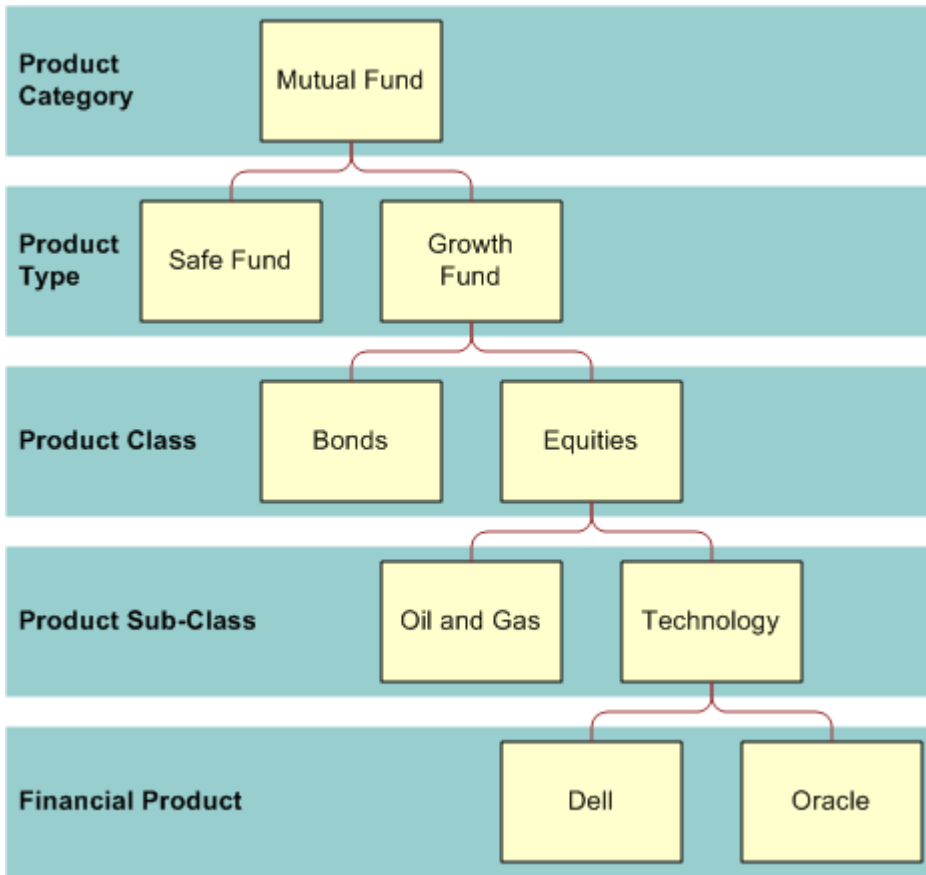 Product
Category
Mutual Fund
Product
Type
Safe Fund
Growth
Fund
Product Class
Bonds
Equities
Product Sub-Class
Oil and Gas
Technology
Financial Product
Dell
Oracle